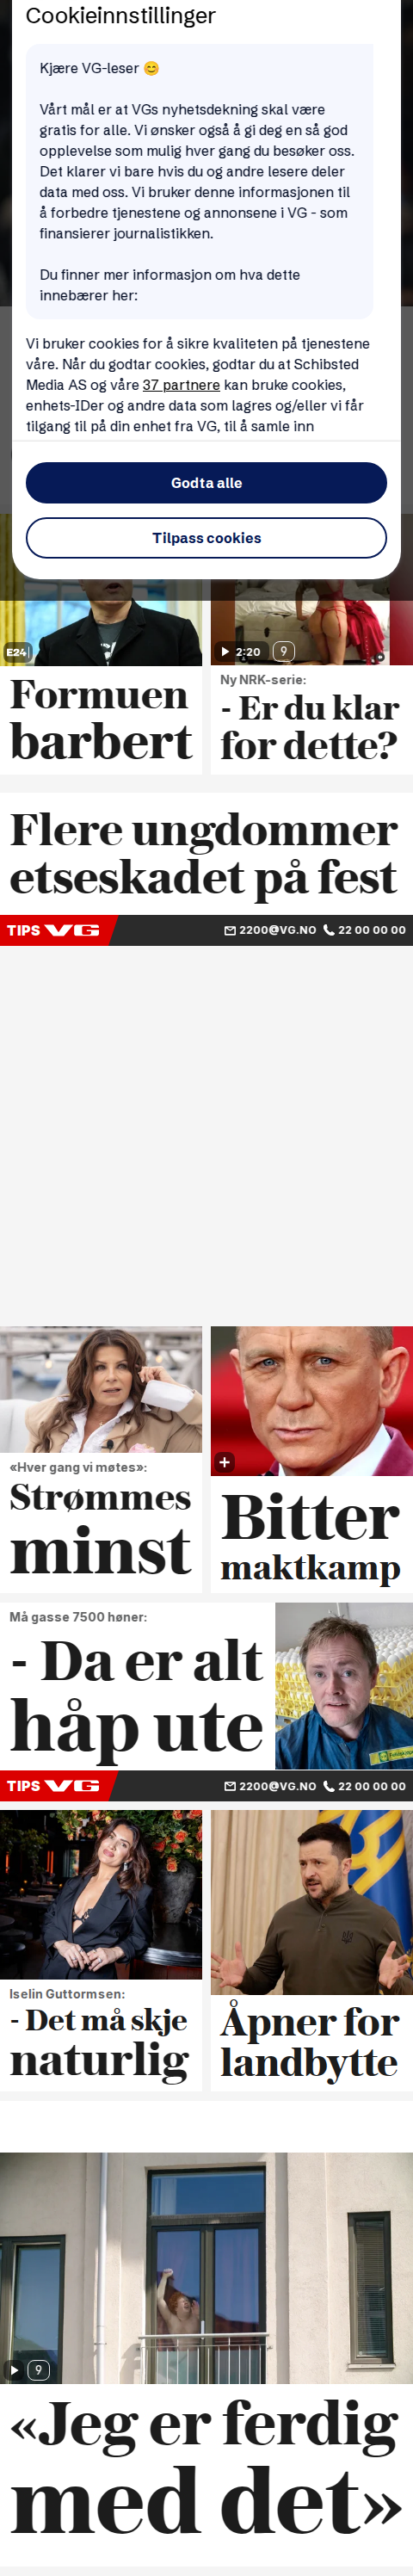 Cookieinnstillinger
Kjære VG-leser 😊
Vårt mål er at VGs nyhetsdekning skal være
gratis for alle. Vi ønsker også å gi deg en så god
opplevelse som mulig hver gang du besøker oss.
Det klarer vi bare hvis du og andre lesere deler
data med oss. Vi bruker denne informasjonen til
å forbedre tjenestene og annonsene i VG - som
finansierer journalistikken.
Du finner mer informasjon om hva dette
innebærer her:
Vi bruker cookies for å sikre kvaliteten på tjenestene
våre. Når du godtar cookies, godtar du at Schibsted
Media AS og våre 37 partnere kan bruke cookies,
enhets-IDer og andre data som lagres og/eller vi får
tilgang til på din enhet fra VG, til å samle inn
Godta alle
Tilpass cookies
E24
2:20 9
Formuen
barbert
Ny NRK-serie:
- Er du klar
for dette?
Flere ungdommer
etseskadet på fest
TIPS VG 2200@VG.NO 22 00 00 00
«Hver gang vi møtes»:
Strømmes
minst
Bitter
maktkamp
Må gasse 7500 høner:
- Da er alt
håp ute
TIPS VG 2200@VG.NO 22 00 00 00
Iselin Guttormsen:
- Det må skje
naturlig
Åpner for
landbytte
9
«Jeg er ferdig
med det»